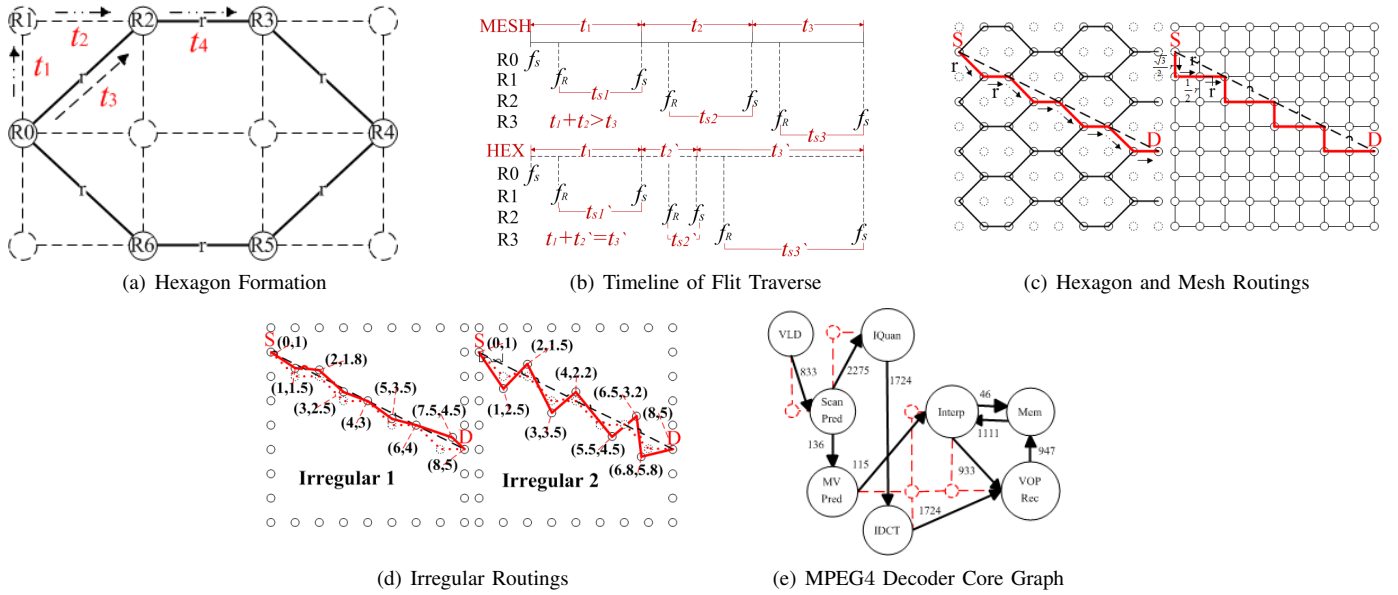 R1
R2
R3
t2
t4
r
t1
r
t3
r
R0
R4
r
r
R6
r
R5
(a) Hexagon Formation
MESH t1 t2 t3
R0 fs
R1 fR ts1 fs
R2 fR ts2 fs
R3 t1+t2>t3 fR ts3 fs
HEX t1 t2` t3`
R0 fs
R1 fR ts1` fs
R2 fR ts2` fs
R3 t1+t2`=t3` fR ts3` fs
(b) Timeline of Flit Traverse
S
r
r
D
S
√3/2 r
r
1/2 r
r
D
(c) Hexagon and Mesh Routings
S (0,1)
(2,1.8)
(1,1.5)
(5,3.5)
(3,2.5)
(7.5,4.5)
(4,3)
D
(6,4)
(8,5)
Irregular 1
S (0,1)
(2,1.5)
(4,2.2)
(6.5,3.2)
(1,2.5)
(8,5)
(3,3.5)
D
(5.5,4.5)
(6.8,5.8)
Irregular 2
(d) Irregular Routings
VLD
IQuan
833
2275
1724
Scan
Pred
Interp
46
Mem
1111
136
115
933
947
MV
Pred
VOP
Rec
1724
IDCT
(e) MPEG4 Decoder Core Graph